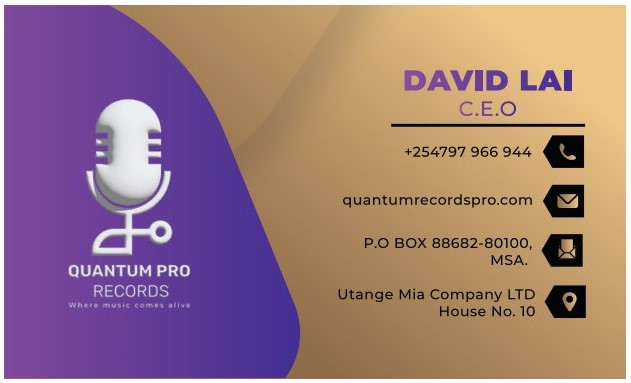 DAVID LAI
C.E.O
+254797 966 944
quantumrecordspro.com
P.O BOX 88682-80100,
MSA.
Utange Mia Company LTD
House No. 10
QUANTUM PRO
RECORDS
Where music comes alive